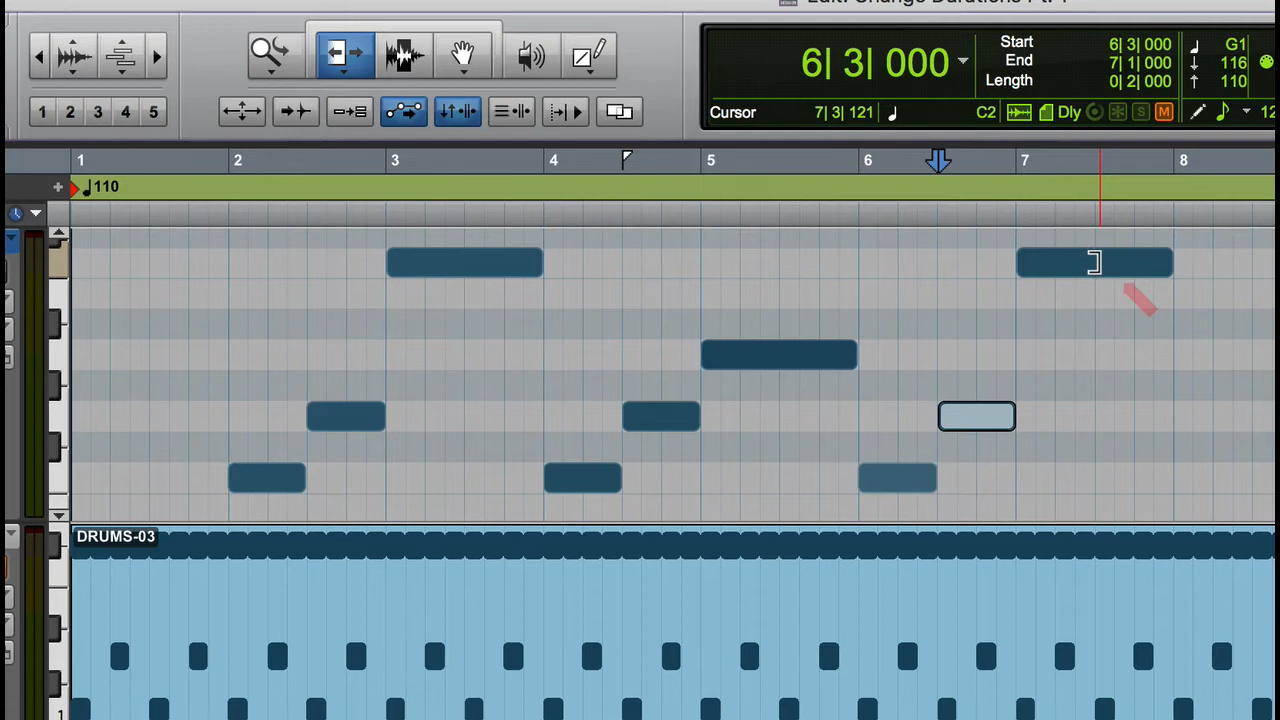 6| 3| 000
Start 6| 3| 000
End 7| 1| 000
Length 0| 2| 000
G1
116
110
1 2 3 4 5
Cursor 7| 3| 121 C2 Dly S M 12
1 2 3 4 5 6 7 8
+ 110
DRUMS-03
1